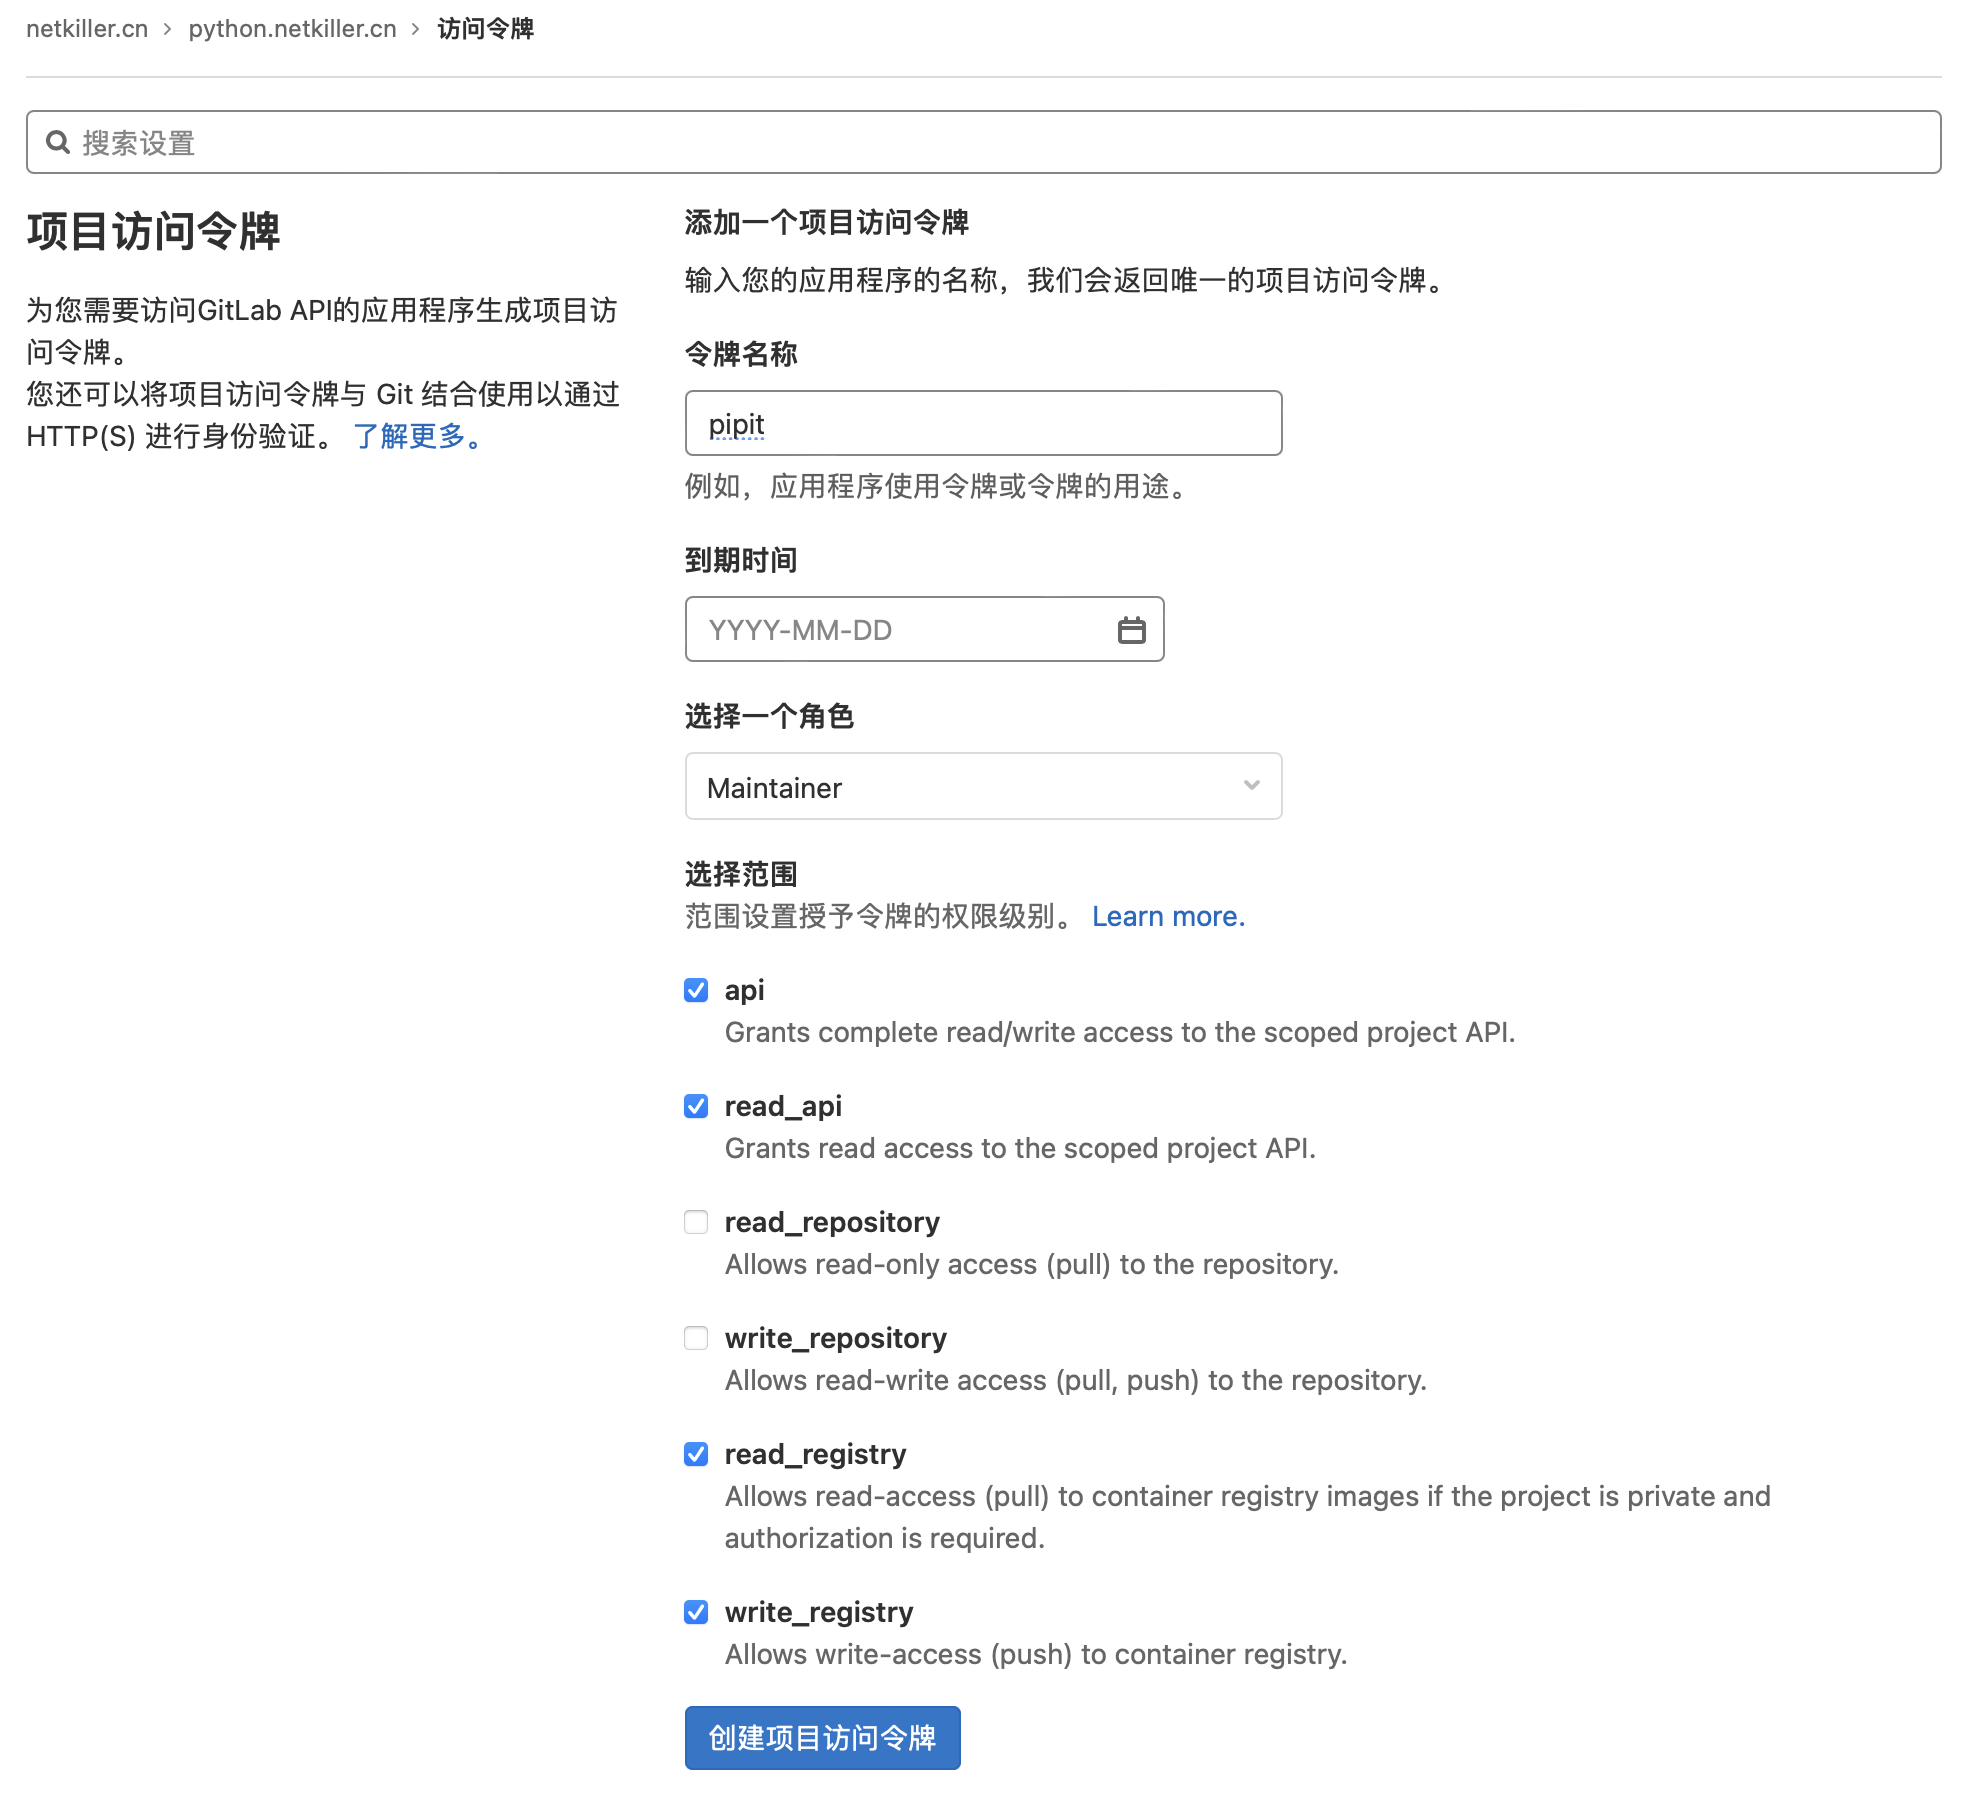 netkiller.cn › python.netkiller.cn › 访问令牌
搜索设置
项目访问令牌
为您需要访问GitLab API的应用程序生成项目访
问令牌。
您还可以将项目访问令牌与 Git 结合使用以通过
HTTP(S) 进行身份验证。 了解更多。
添加一个项目访问令牌
输入您的应用程序的名称，我们会返回唯一的项目访问令牌。
令牌名称
pipit
例如，应用程序使用令牌或令牌的用途。
到期时间
YYYY-MM-DD
选择一个角色
Maintainer
选择范围
范围设置授予令牌的权限级别。 Learn more.
api
Grants complete read/write access to the scoped project API.
read_api
Grants read access to the scoped project API.
read_repository
Allows read-only access (pull) to the repository.
write_repository
Allows read-write access (pull, push) to the repository.
read_registry
Allows read-access (pull) to container registry images if the project is private and
authorization is required.
write_registry
Allows write-access (push) to container registry.
创建项目访问令牌